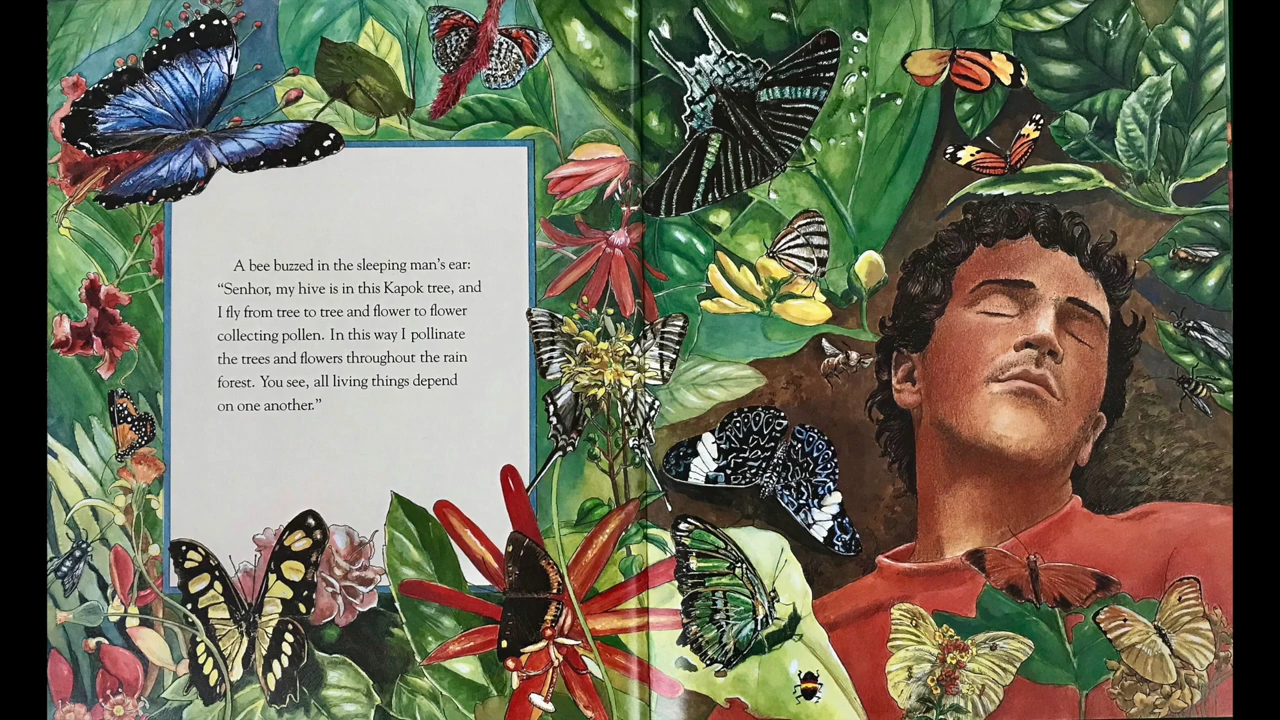 A bee buzzed in the sleeping man's ear:
“Senhor, my hive is in this Kapok tree, and
I fly from tree to tree and flower to flower
collecting pollen. In this way I pollinate
the trees and flowers throughout the rain
forest. You see, all living things depend
on one another.”